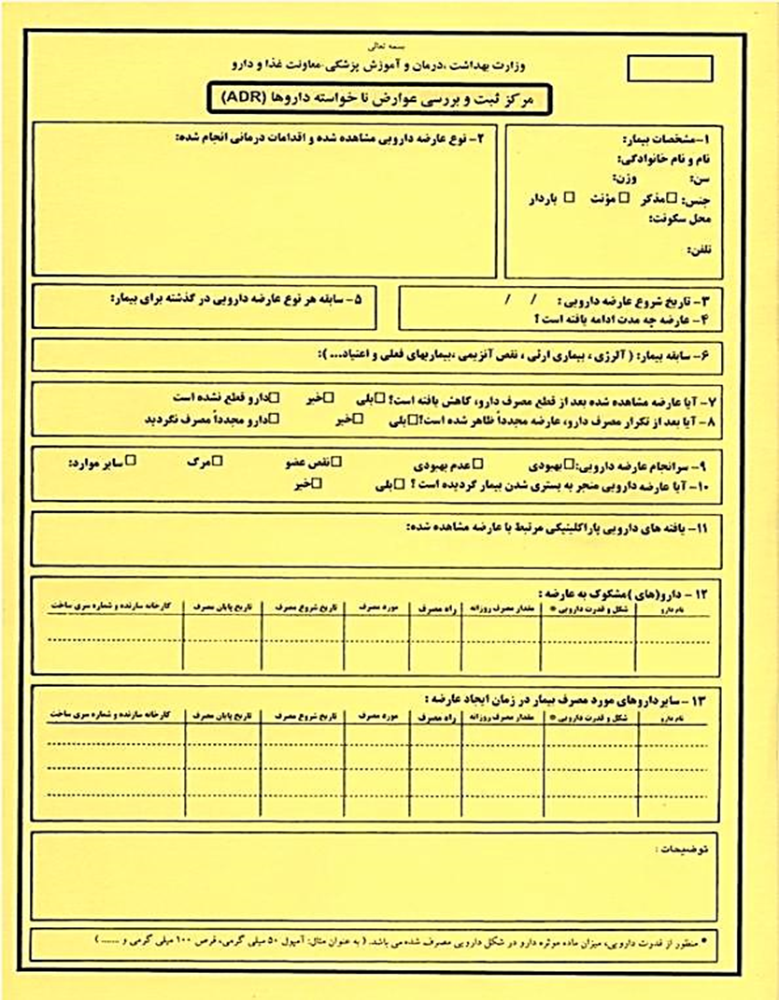 بسمه تعالی
وزارت بهداشت ،درمان و آموزش پزشکی-معاونت غذا و دارو
مرکز ثبت و بررسی عوارض نا خواسته داروها (ADR)
۱-مشخصات بیمار:
نام و نام خانوادگی:
سن: وزن:
جنس: □مذکر □ مؤنث □ باردار
محل سکونت:
تلفن:
۲- نوع عارضه دارویی مشاهده شده و اقدامات درمانی انجام شده:
۳- تاریخ شروع عارضه دارویی : / /
۴- عارضه چه مدت ادامه یافته است ؟
۵- سابقه هر نوع عارضه دارویی در گذشته برای بیمار:
۶- سابقه بیمار: ( آلرژی ، بیماری ارثی ، نقص آنزیمی ،بیماریهای فعلی و اعتیاد... ):
۷- آیا عارضه مشاهده شده بعد از قطع مصرف دارو، کاهش یافته است؟ □بلی □خیر □دارو قطع نشده است
۸- آیا بعد از تکرار مصرف دارو، عارضه مجدداً ظاهر شده است؟□بلی □خیر □دارو مجدداً مصرف نگردید
۹- سرانجام عارضه دارویی:□بهبودی □عدم بهبودی □نقص عضو □مرگ □ سایر موارد:
۱۰- آیا عارضه دارویی منجر به بستری شدن بیمار گردیده است ؟ □بلی □خیر
۱۱- یافته های دارویی پاراکلینیکی مرتبط با عارضه مشاهده شده:
۱۲ - دارو(های )مشکوک به عارضه :
نام دارو شکل و قدرت دارویی * مقدار مصرف روزانه راه مصرف مورد مصرف تاریخ شروع مصرف تاریخ پایان مصرف کارخانه سازنده و شماره سری ساخت
۱۳ - سایرداروهای مورد مصرف بیمار در زمان ایجاد عارضه :
نام دارو شکل و قدرت دارویی * مقدار مصرف روزانه راه مصرف مورد مصرف تاریخ شروع مصرف تاریخ پایان مصرف کارخانه سازنده و شماره سری ساخت
توضیحات :
* منظور از قدرت دارویی، میزان ماده موثره دارو در شکل دارویی مصرف شده می باشد. ( به عنوان مثال: آمپول ۵۰ میلی گرمی، قرص ۱۰۰ میلی گرمی و ...... )